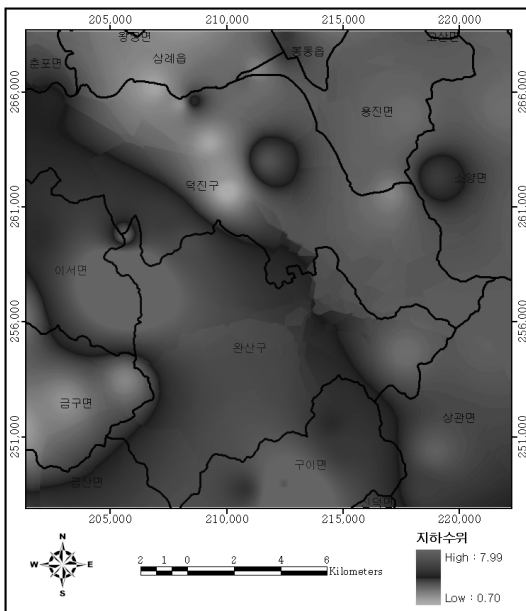 205,000 210,000 215,000 220,000
봉동읍
춘포면
삼례읍
266,000 266,000
용진면
소양면
덕진구
261,000 261,000
이서면
256,000 256,000
완산구
금구면
상관면
251,000 251,000
구이면
금산면
205,000 210,000 215,000 220,000
N
W E
S
2 1 0 2 4 6
Kilometers
지하수위
High : 7.99
Low : 0.70